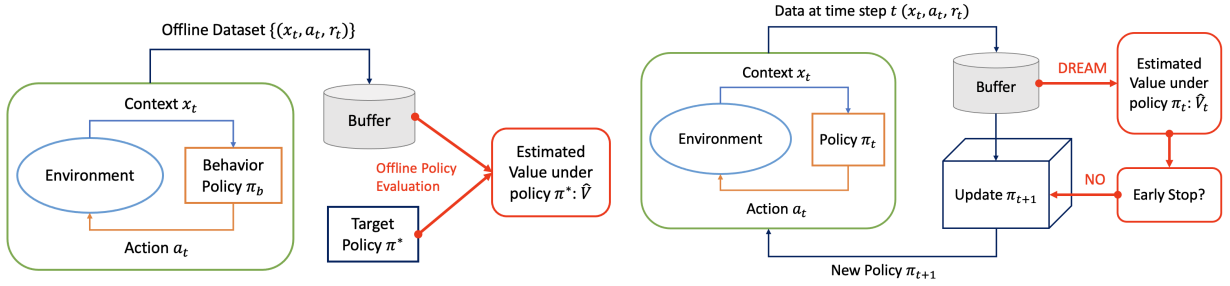 Offline Dataset {(x_t, a_t, r_t)}
Context x_t
Environment
Behavior
Policy π_b
Action a_t
Buffer
Offline Policy
Evaluation
Target
Policy π*
Estimated
Value under
policy π*: V̂
Data at time step t (x_t, a_t, r_t)
Context x_t
Environment
Policy π_t
Action a_t
Buffer
DREAM
Estimated
Value under
policy π_t: V̂_t
Update π_{t+1}
NO
Early Stop?
New Policy π_{t+1}